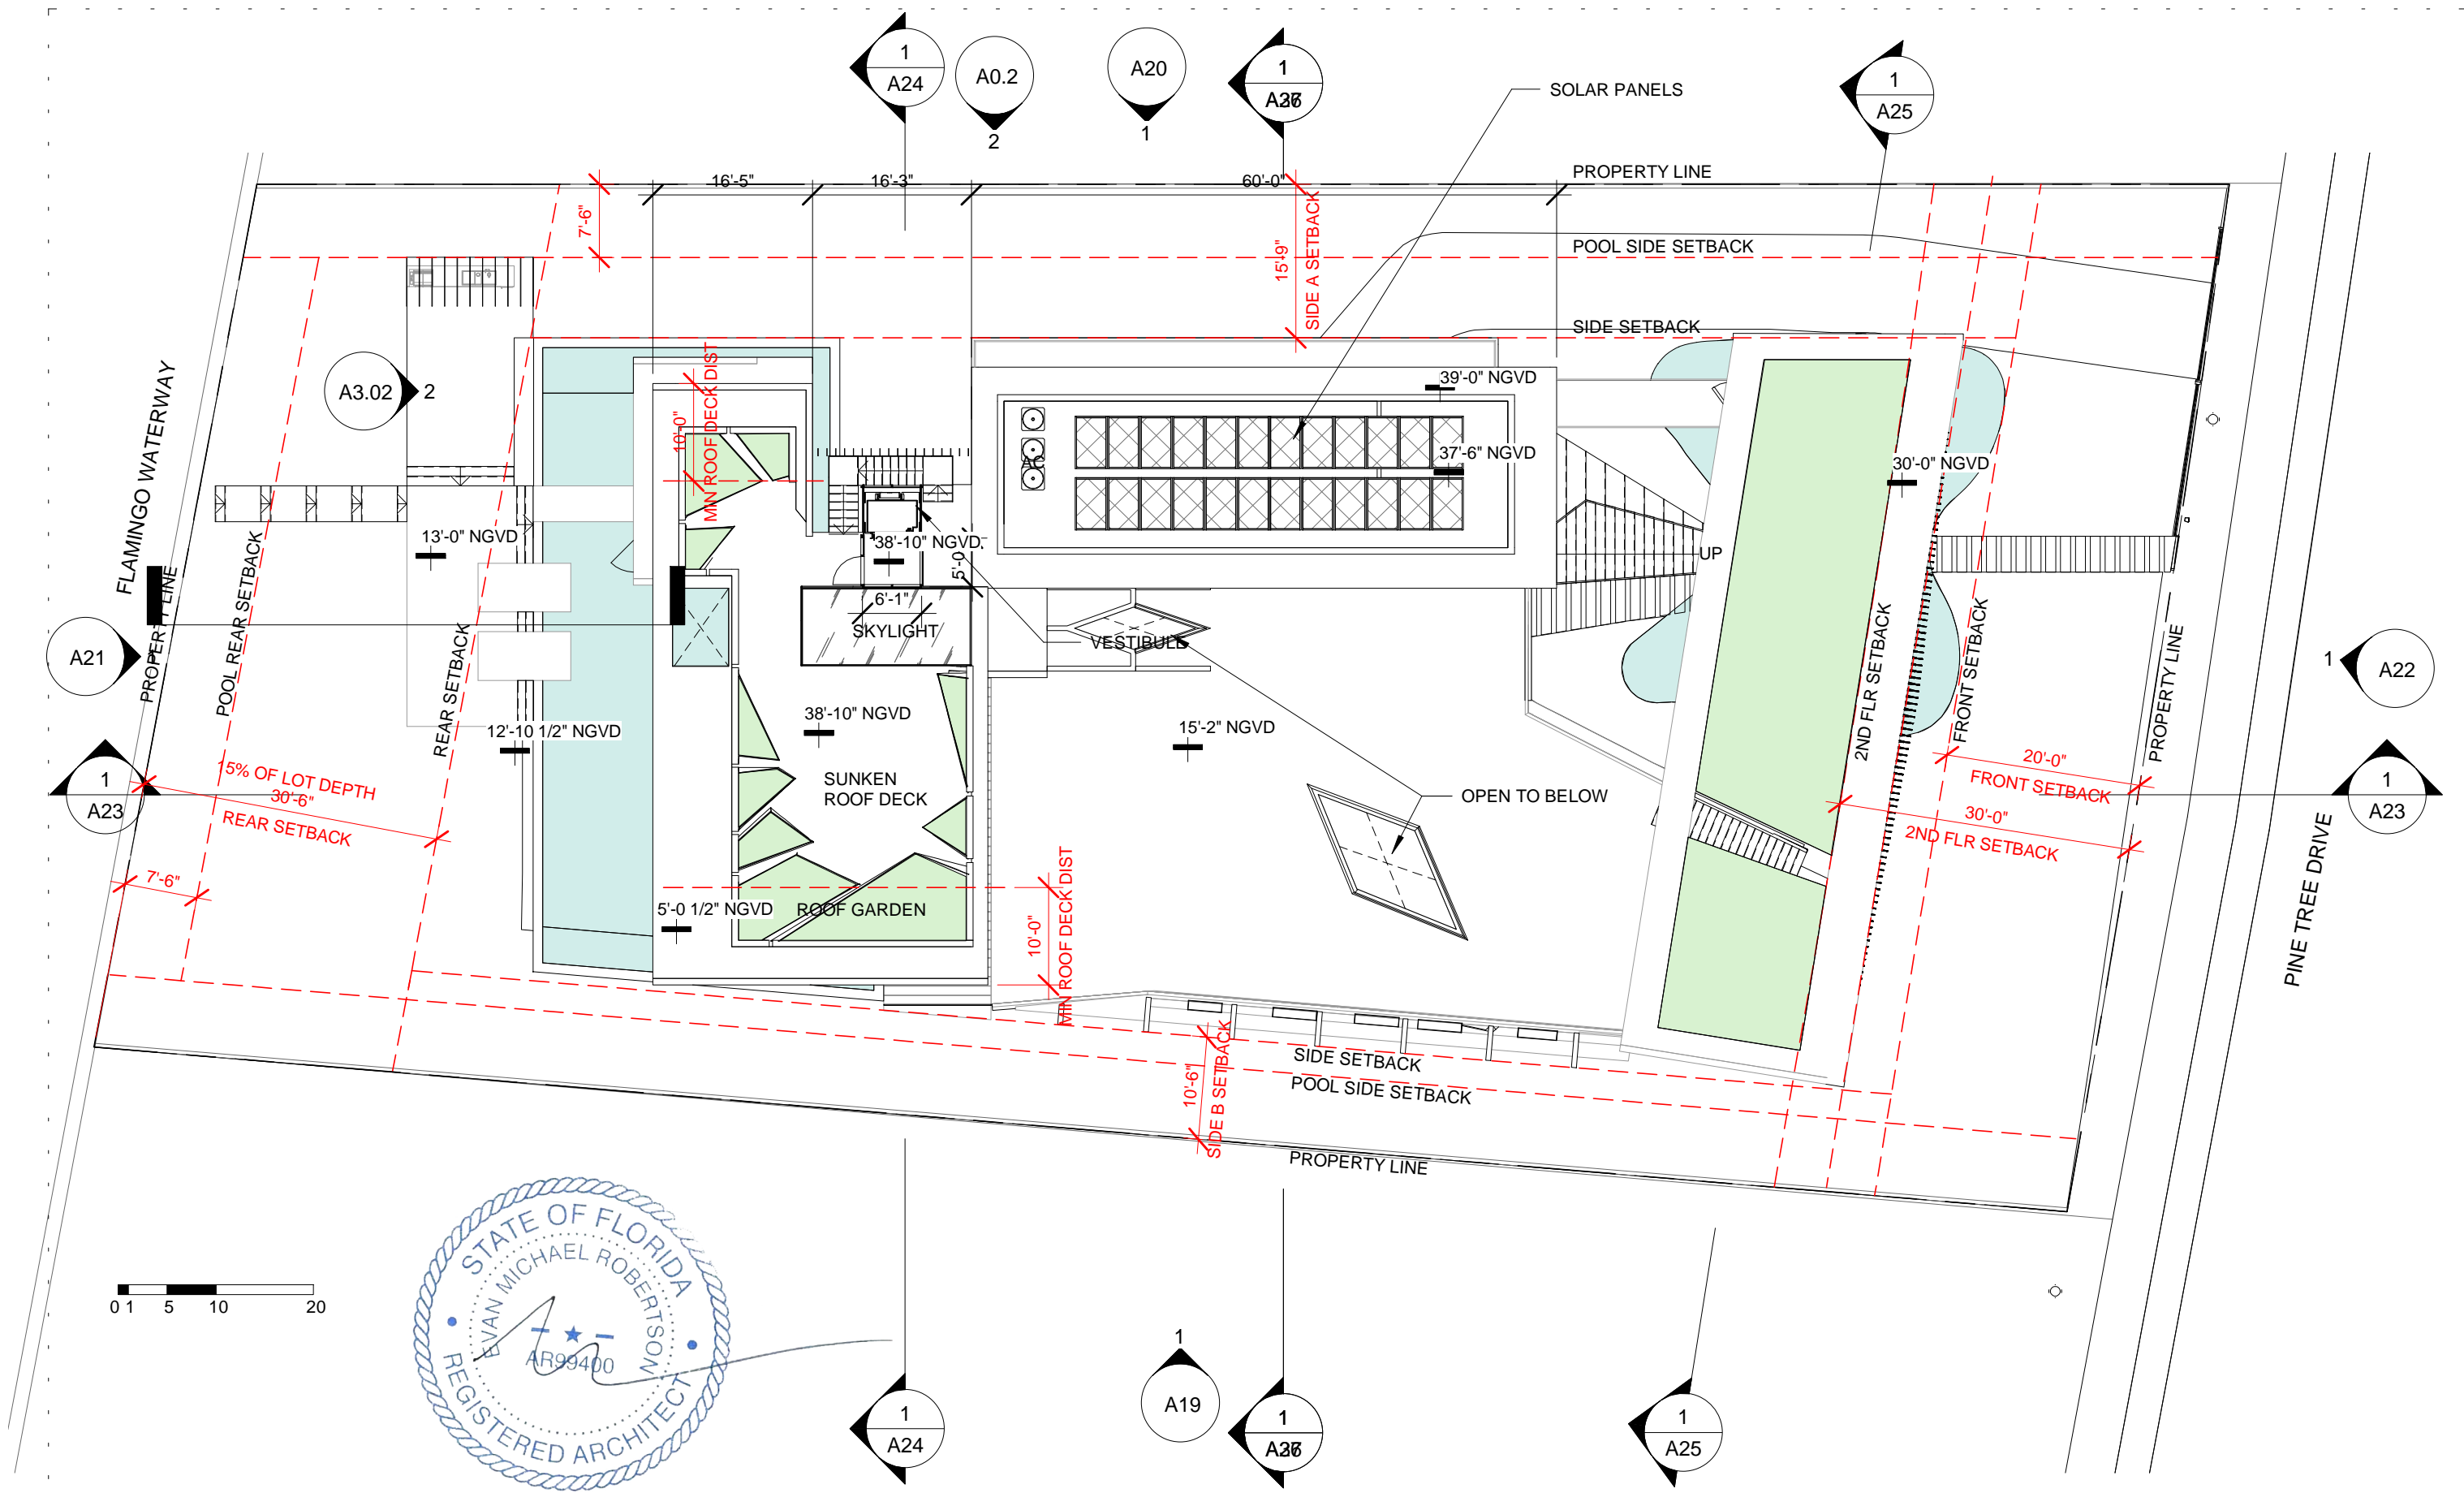 1
A24
A0.2
2
A20
1
1
1
A25
SOLAR PANELS
PROPERTY LINE
16'-5"
16'-3"
60'-0"
7'-6"
15'-9"
SIDE A SETBACK
POOL SIDE SETBACK
SIDE SETBACK
MIN ROOF DECK DIST
10'-0"
39'-0" NGVD
37'-6" NGVD
30'-0" NGVD
AC
A3.02
2
FLAMINGO WATERWAY
PROPERTY LINE
POOL REAR SETBACK
REAR SETBACK
13'-0" NGVD
38'-10" NGVD
6'-1"
SKYLIGHT
UP
A21
1
A22
38'-10" NGVD
12'-10 1/2" NGVD
15'-2" NGVD
SUNKEN
ROOF DECK
OPEN TO BELOW
2ND FLR SETBACK
FRONT SETBACK
PROPERTY LINE
1
A23
15% OF LOT DEPTH
30'-6"
REAR SETBACK
7'-6"
20'-0"
FRONT SETBACK
30'-0"
2ND FLR SETBACK
1
A23
PINE TREE DRIVE
5'-0 1/2" NGVD
ROOF GARDEN
10'-0"
MIN ROOF DECK DIST
10'-6"
SIDE B SETBACK
SIDE SETBACK
POOL SIDE SETBACK
PROPERTY LINE
0 1 5 10 20
STATE OF FLORIDA
EVAN MICHAEL ROBERTSON
AR99400
REGISTERED ARCHITECT
1
A24
1
A19
1
1
A25